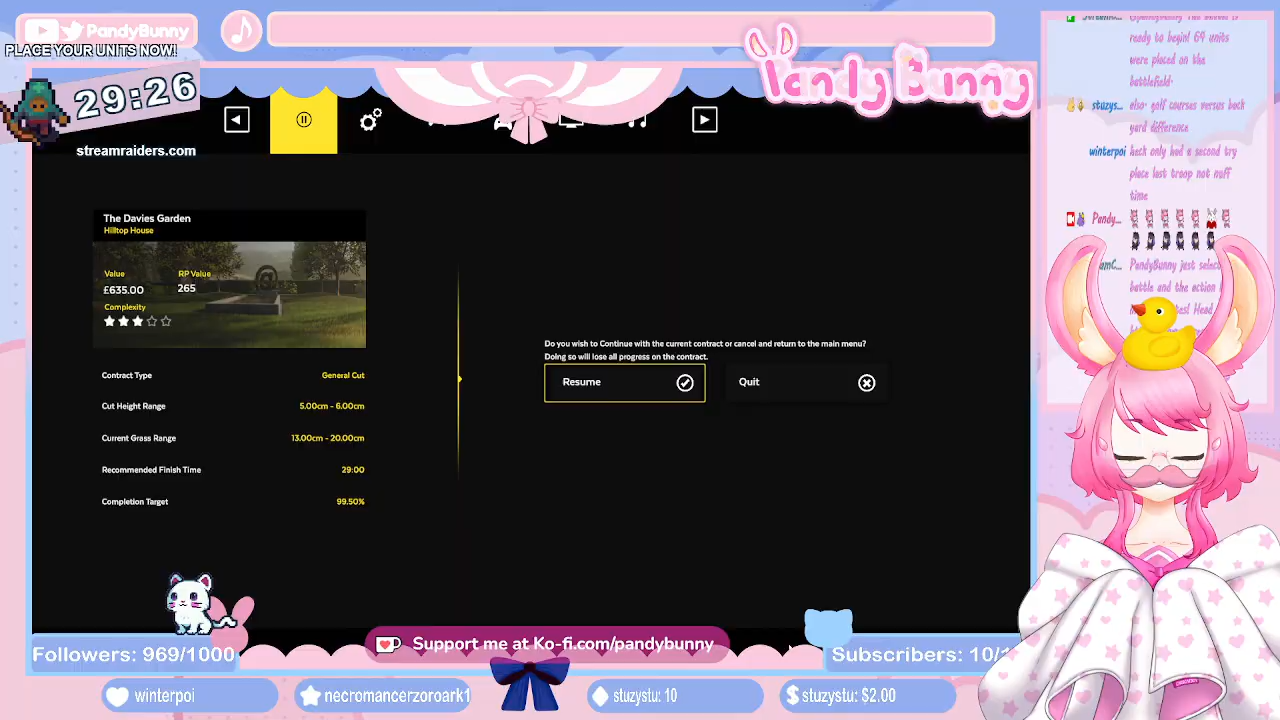 PandyBunny
PLACE YOUR UNITS NOW!
29:26
streamraiders.com
Pandy Bunny
The Davies Garden
Hilltop House
Value
RP Value
£635.00
265
Complexity
Contract Type
General Cut
Cut Height Range
5.00cm - 6.00cm
Current Grass Range
13.00cm - 20.00cm
Recommended Finish Time
29:00
Completion Target
99.50%
Do you wish to Continue with the current contract or cancel and return to the main menu?
Doing so will lose all progress on the contract.
Resume
Quit
ready to begin! 69 units
were placed on the
battlefield·
stuzys... also golf courses versus back
yard difference
winterpoi heck only had a second try
place last troop not nuff
time
Pandy...
PandyBunny just select
battle and the action
Head
Followers: 969/1000
Support me at Ko-fi.com/pandybunny
Subscribers: 10/1
winterpoi
necromancerzoroark1
stuzystu: 10
stuzystu: $2.00